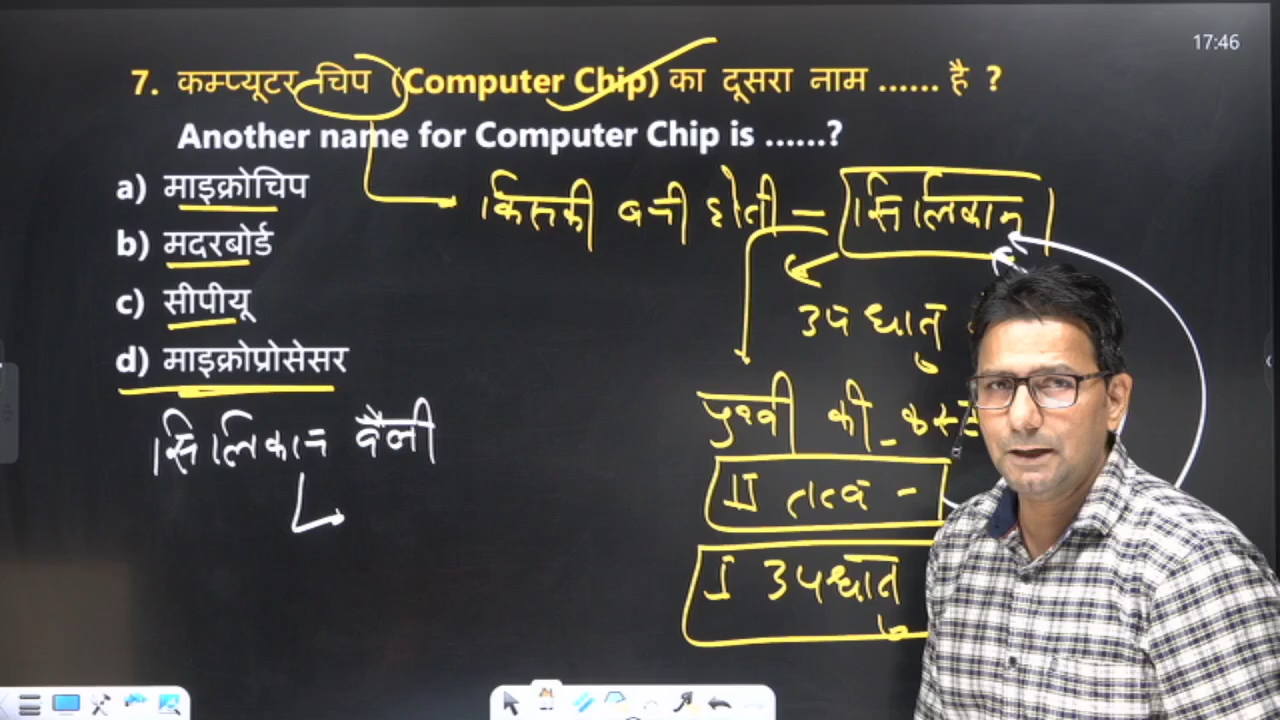 17:46
7. कम्प्यूटर चिप (Computer Chip) का दूसरा नाम ...... है ?
Another name for Computer Chip is ......?
a) माइक्रोचिप
b) मदरबोर्ड
c) सीपीयू
d) माइक्रोप्रोसेसर
किसकी बनी होती = सिलिकान
उपधातु
पृथ्वी की
II तत्व -
I उपधातु
सिलिकान वैली